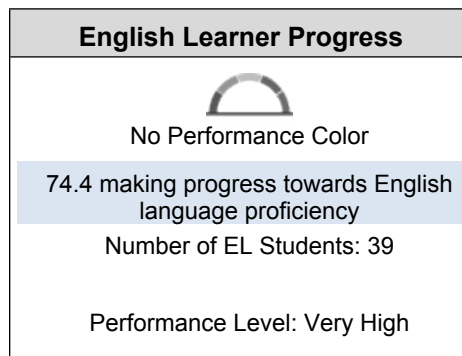 English Learner Progress
No Performance Color
74.4 making progress towards English
language proficiency
Number of EL Students: 39
Performance Level: Very High